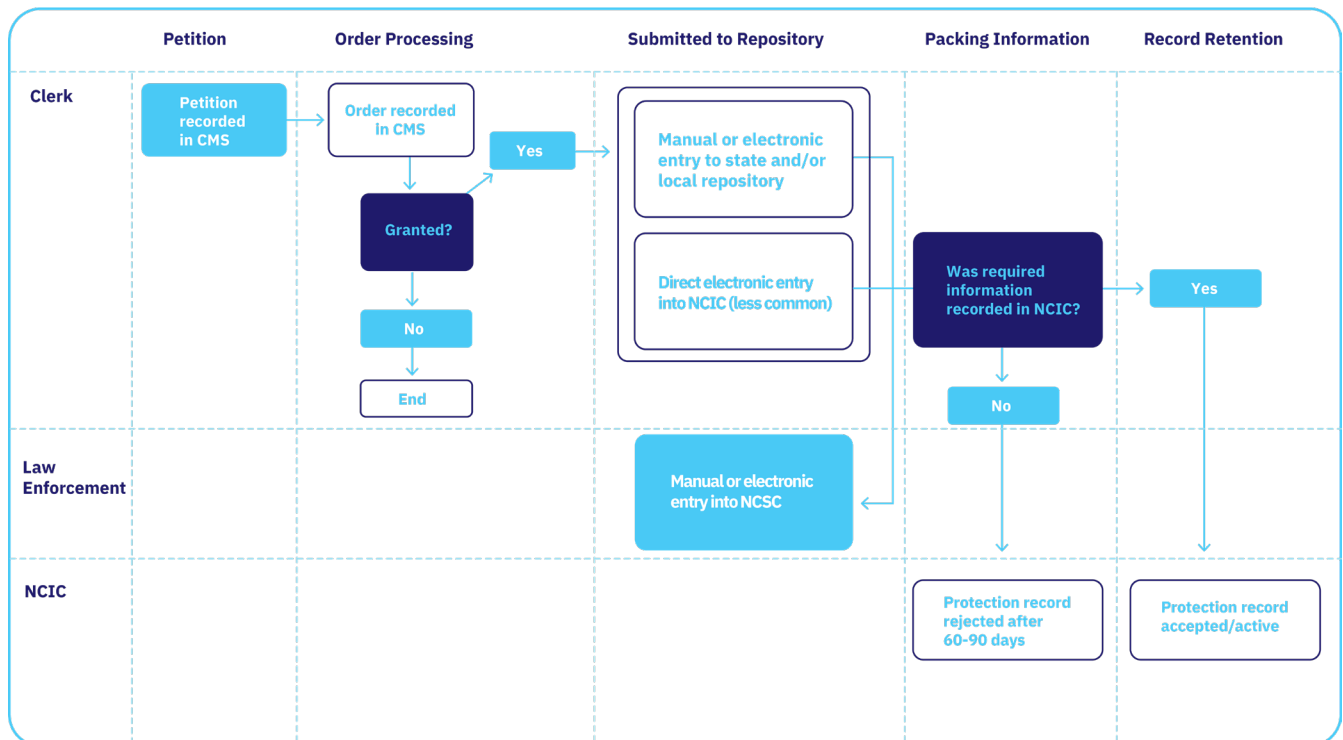 Petition
Order Processing
Submitted to Repository
Packing Information
Record Retention
Clerk
Petition
recorded
in CMS
Order recorded
in CMS
Granted?
Yes
No
End
Manual or electronic
entry to state and/or
local repository
Direct electronic entry
into NCIC (less common)
Was required
information
recorded in NCIC?
Yes
No
Law
Enforcement
Manual or electronic
entry into NCSC
NCIC
Protection record
rejected after
60-90 days
Protection record
accepted/active